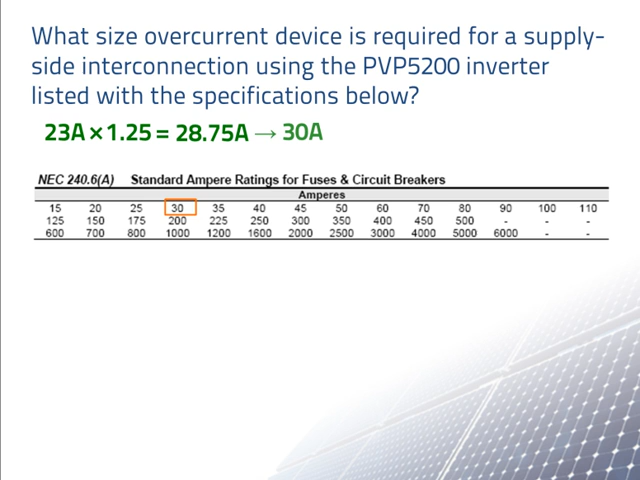 What size overcurrent device is required for a supply-
side interconnection using the PVP5200 inverter
listed with the specifications below?
23A × 1.25 = 28.75A → 30A
NEC 240.6(A) Standard Ampere Ratings for Fuses & Circuit Breakers
Amperes
15 20 25 30 35 40 45 50 60 70 80 90 100 110
125 150 175 200 225 250 300 350 400 450 500 - - -
600 700 800 1000 1200 1600 2000 2500 3000 4000 5000 6000 - -